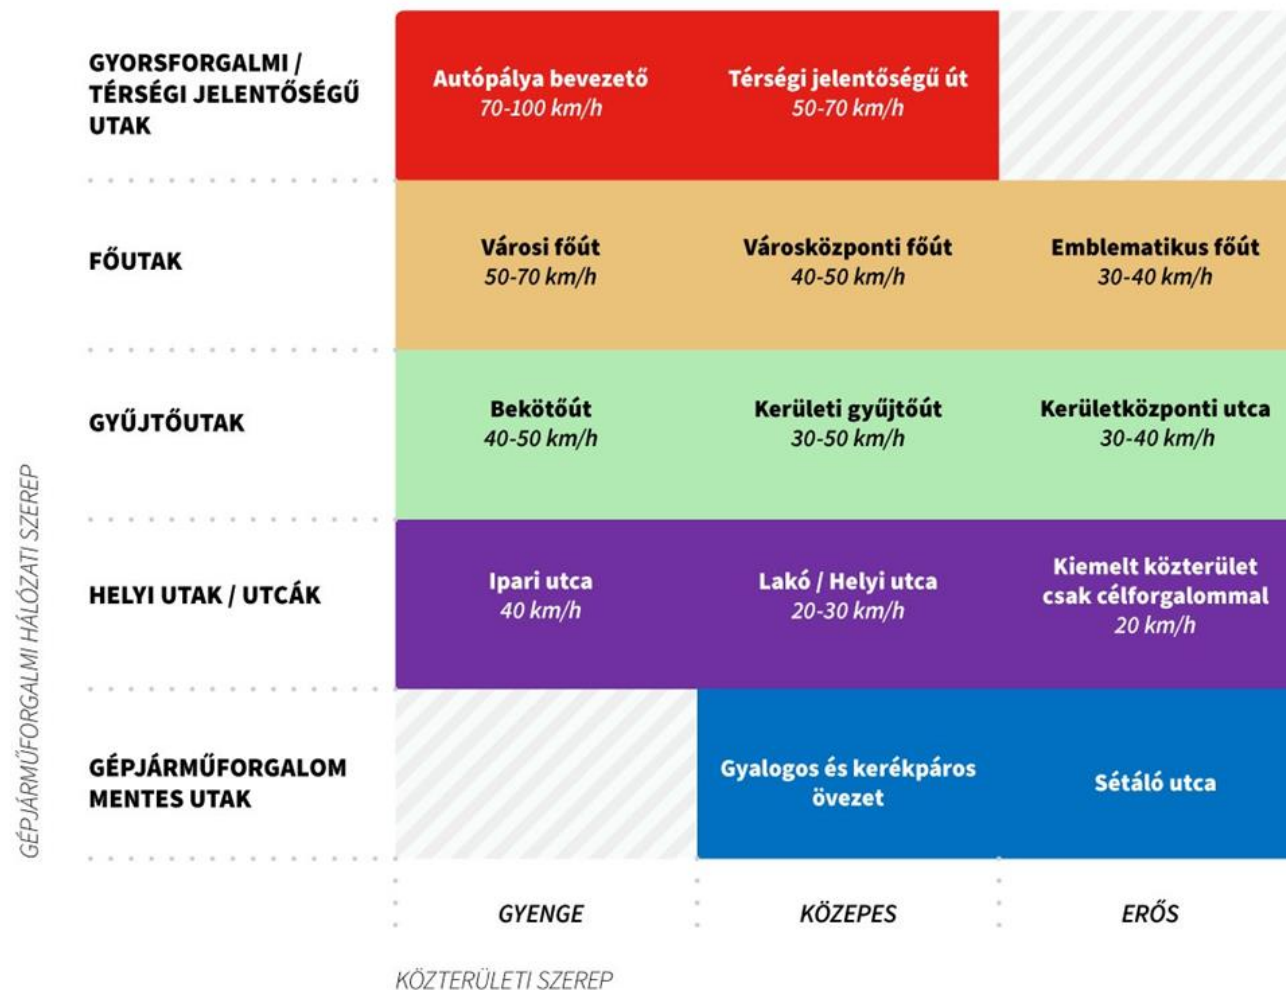 GYORSFORGALMI /
TÉRSÉGI JELENTŐSÉGŰ
UTAK
Autópálya bevezető
70-100 km/h
Térségi jelentőségű út
50-70 km/h
FŐUTAK
Városi főút
50-70 km/h
Városközponti főút
40-50 km/h
Emblematikus főút
30-40 km/h
GYŰJTŐUTAK
Bekötőút
40-50 km/h
Kerületi gyűjtőút
30-50 km/h
Kerületközponti utca
30-40 km/h
HELYI UTAK / UTCÁK
Ipari utca
40 km/h
Lakó / Helyi utca
20-30 km/h
Kiemelt közterület
csak célforgalommal
20 km/h
GÉPJÁRMŰFORGALOM
MENTES UTAK
Gyalogos és kerékpáros
övezet
Sétáló utca
GÉPJÁRMŰFORGALMI HÁLÓZATI SZEREP
GYENGE
KÖZEPES
ERŐS
KÖZTERÜLETI SZEREP